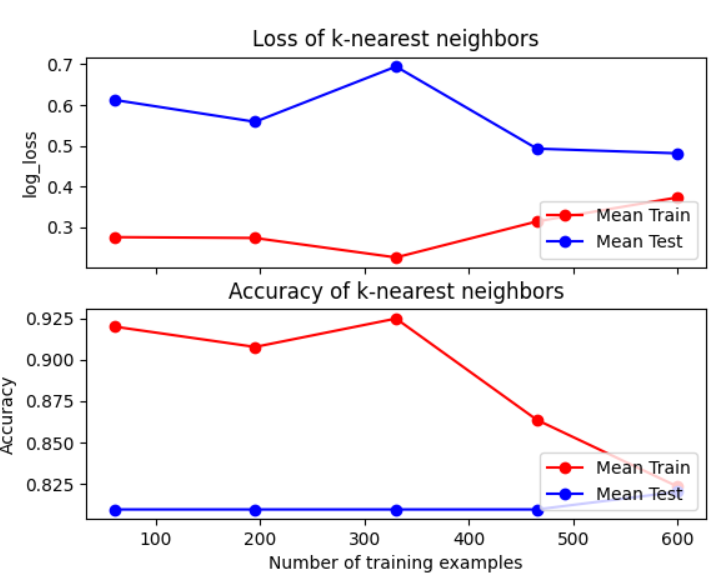 Loss of k-nearest neighbors
0.7
0.6
0.5
0.4
0.3
log_loss
Mean Train
Mean Test
Accuracy of k-nearest neighbors
0.925
0.900
0.875
0.850
0.825
Accuracy
Mean Train
Mean Test
100 200 300 400 500 600
Number of training examples